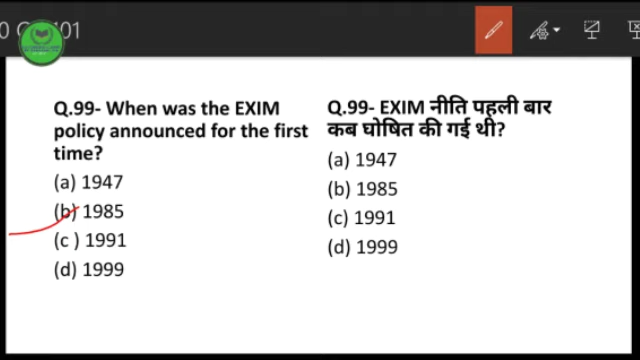 101
Q.99- When was the EXIM
policy announced for the first
time?
(a) 1947
(b) 1985
(c ) 1991
(d) 1999
Q.99- EXIM नीति पहली बार
कब घोषित की गई थी?
(a) 1947
(b) 1985
(c) 1991
(d) 1999